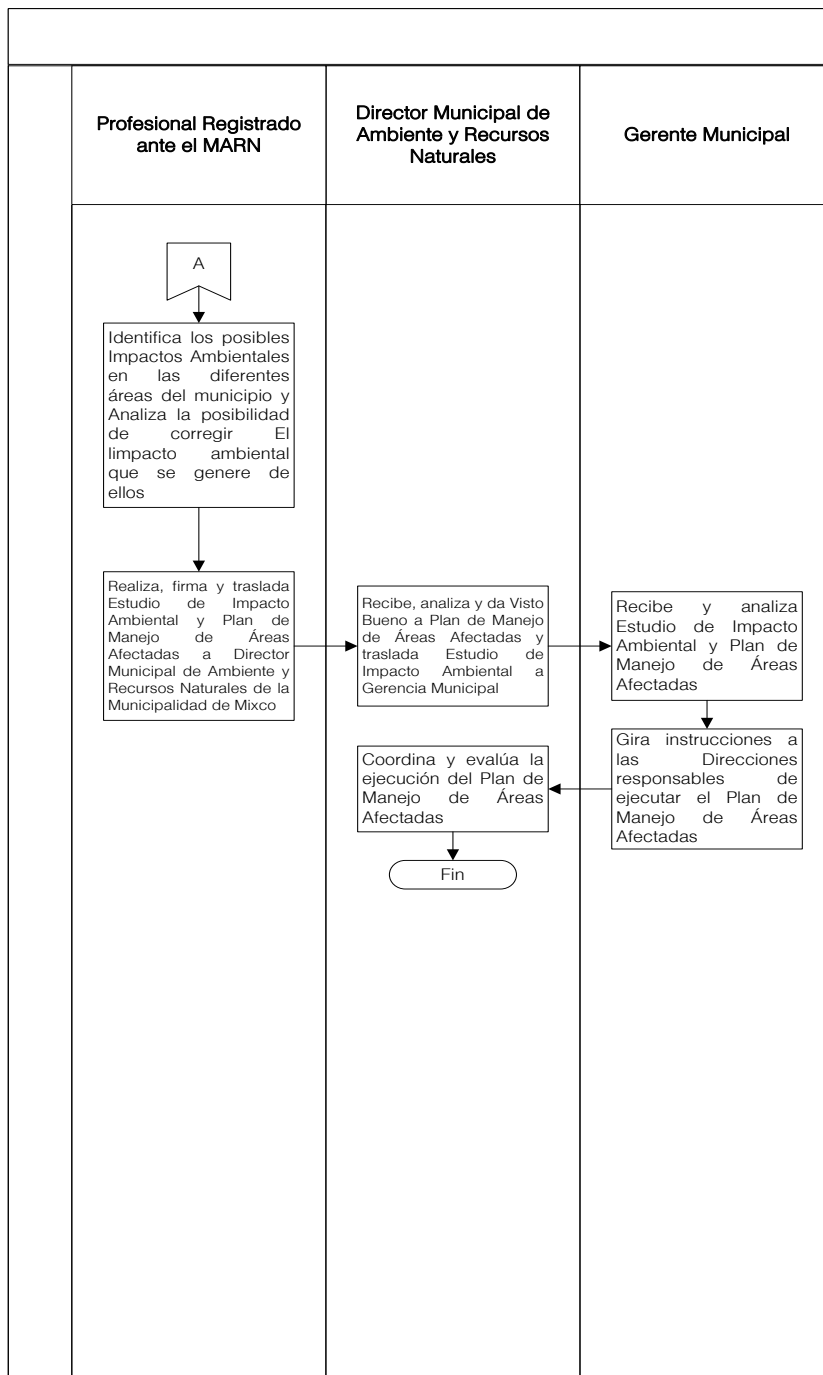 Profesional Registrado
ante el MARN
Director Municipal de
Ambiente y Recursos
Naturales
Gerente Municipal
A
Identifica los posibles
Impactos Ambientales
en las diferentes
áreas del municipio y
Analiza la posibilidad
de corregir El
limpacto ambiental
que se genere de
ellos
Realiza, firma y traslada
Estudio de Impacto
Ambiental y Plan de
Manejo de Áreas
Afectadas a Director
Municipal de Ambiente y
Recursos Naturales de la
Municipalidad de Mixco
Recibe, analiza y da Visto
Bueno a Plan de Manejo
de Áreas Afectadas y
traslada Estudio de
Impacto Ambiental a
Gerencia Municipal
Recibe y analiza
Estudio de Impacto
Ambiental y Plan de
Manejo de Áreas
Afectadas
Gira instrucciones a
las Direcciones
responsables de
ejecutar el Plan de
Manejo de Áreas
Afectadas
Coordina y evalúa la
ejecución del Plan de
Manejo de Áreas
Afectadas
Fin